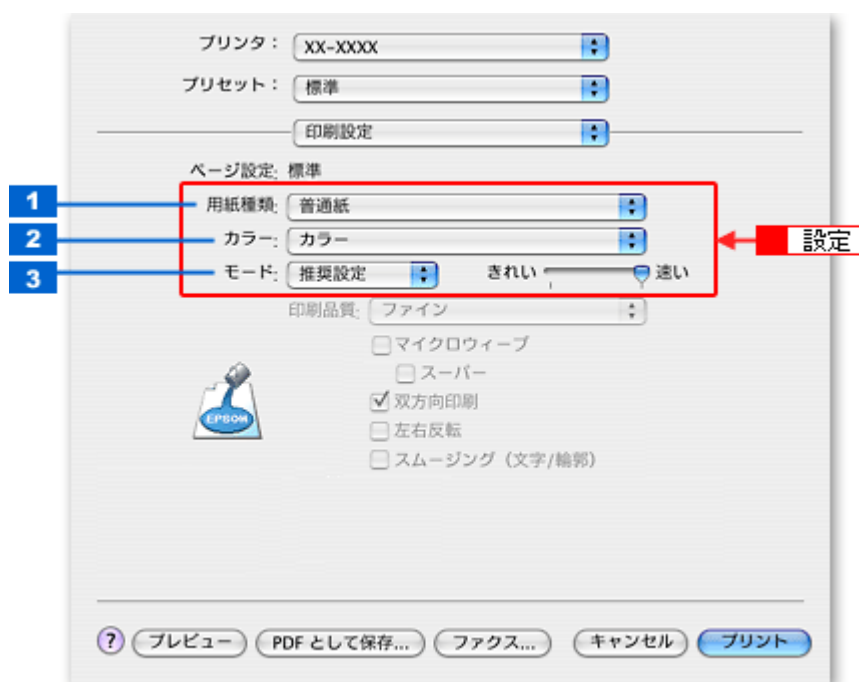 プリンタ： XX-XXXX
プリセット： 標準
印刷設定
ページ設定: 標準
1 用紙種類: 普通紙
2 カラー: カラー 設定
3 モード: 推奨設定 きれい 速い
印刷品質: ファイン
マイクロウィーブ
スーパー
双方向印刷
EPSON
左右反転
スムージング（文字/輪郭）
? プレビュー PDF として保存... ファクス... キャンセル プリント